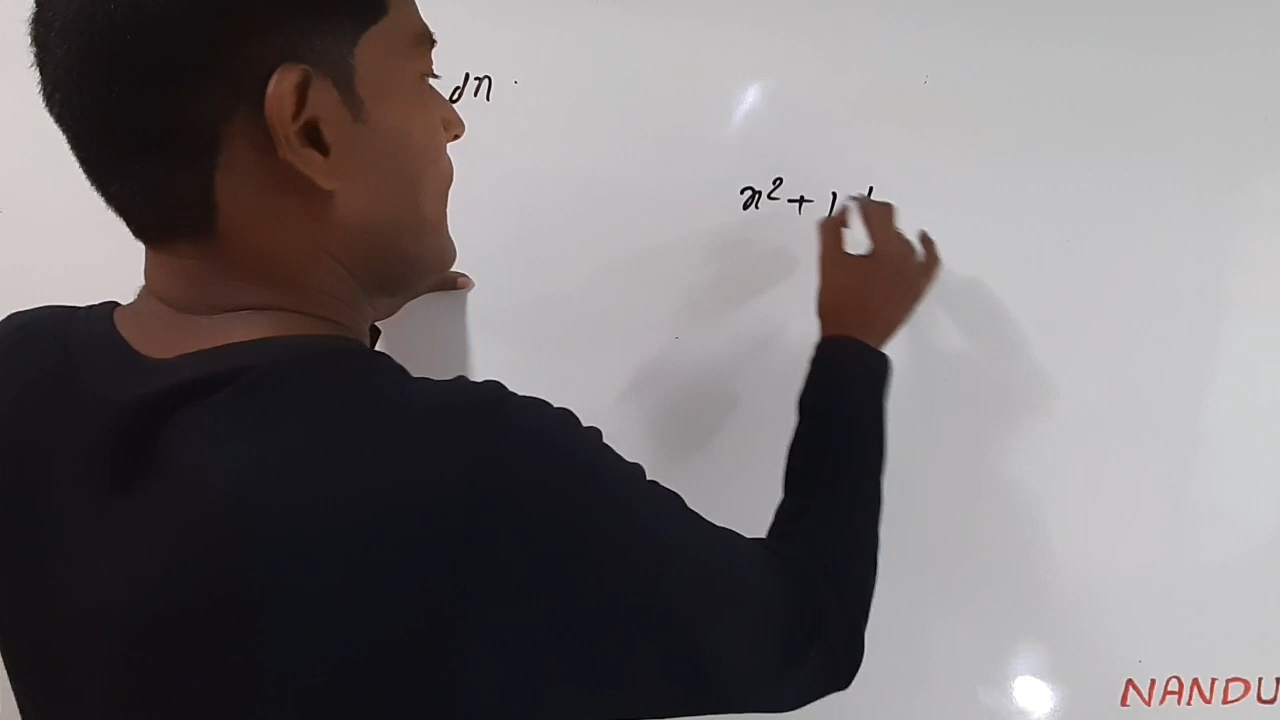 dx
x² + 1
NANDU